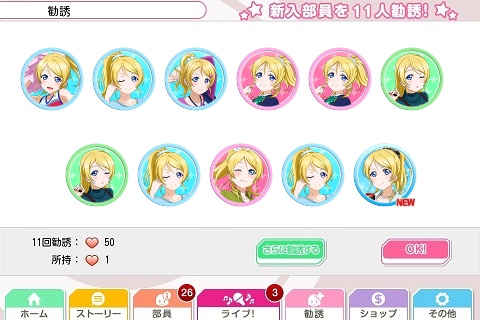 勧誘
新入部員を11人勧誘!
NEW
11回勧誘: 50
所持: 1
さらに勧誘する
OK!
26
3
ホーム
ストーリー
部員
ライブ!
勧誘
ショップ
その他